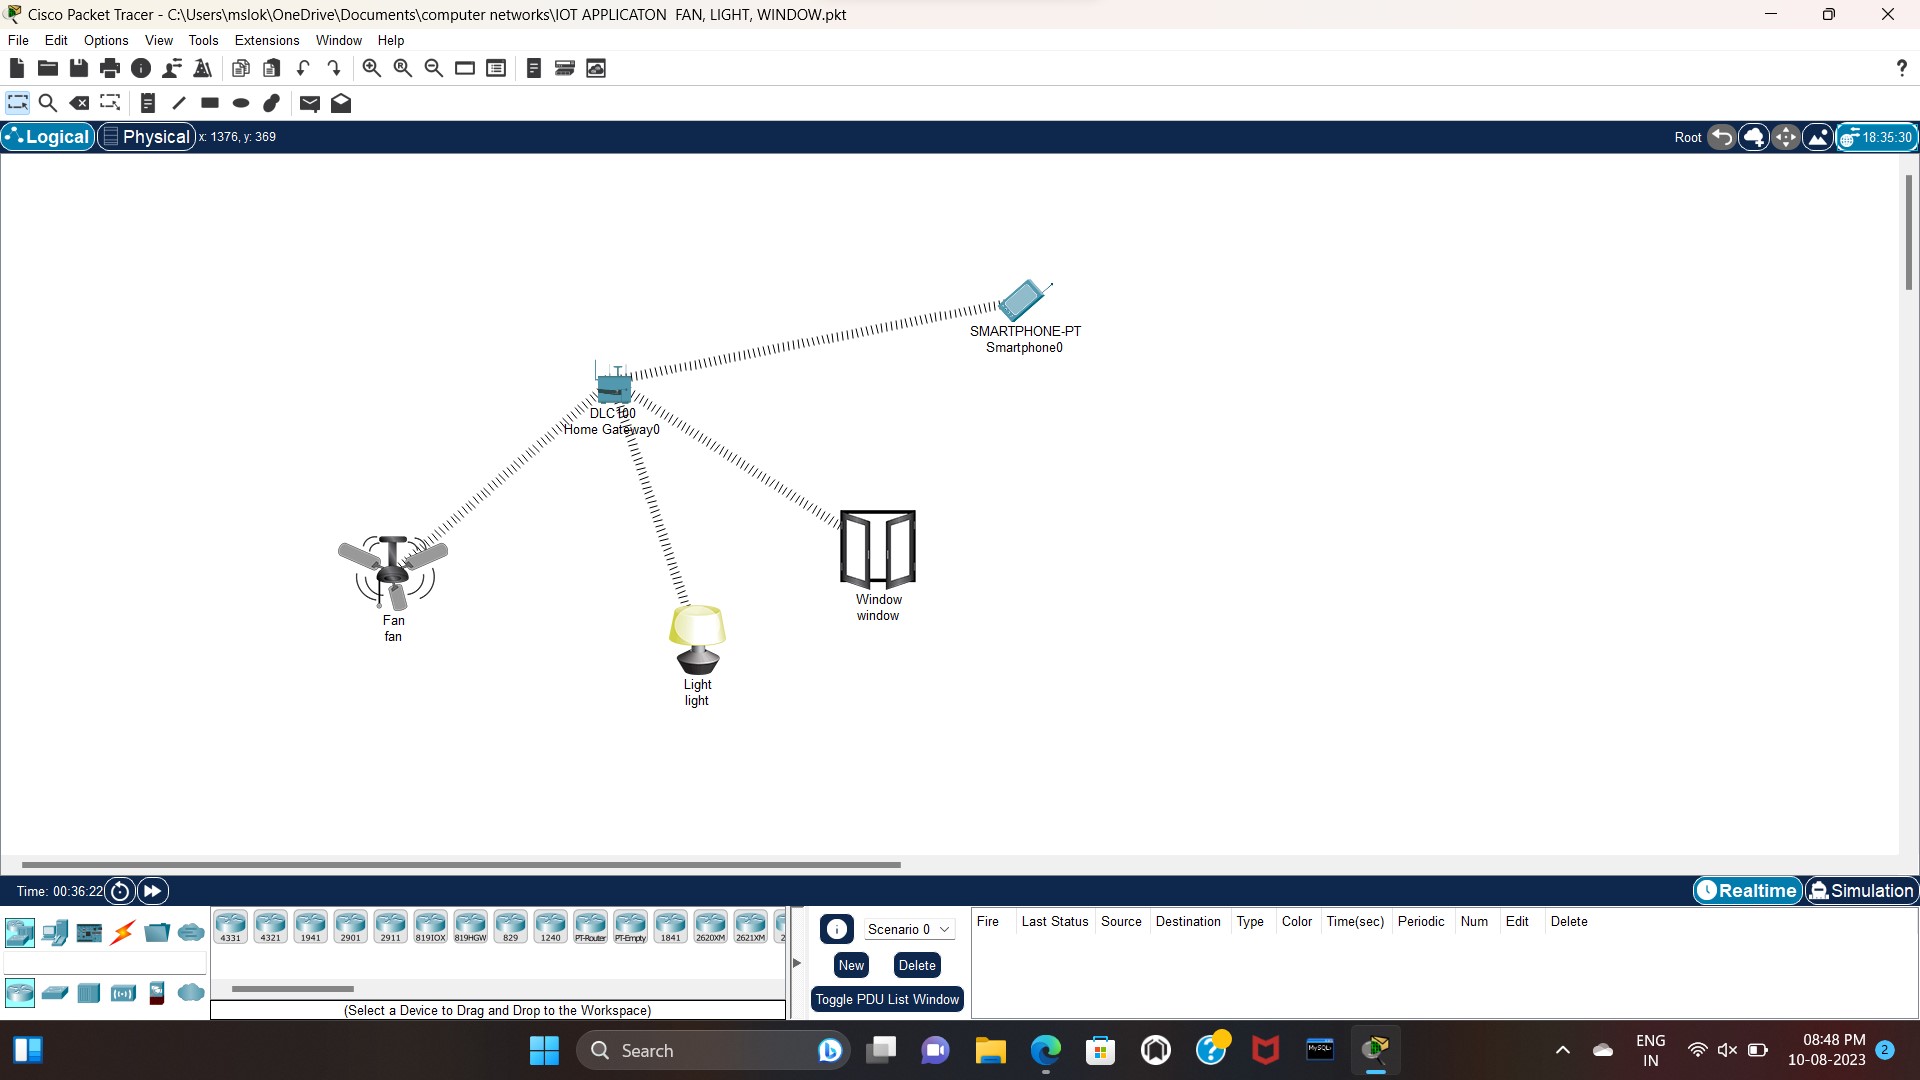 Cisco Packet Tracer - C:\Users\mslok\OneDrive\Documents\computer networks\IOT APPLICATON  FAN, LIGHT, WINDOW.pkt
File Edit Options View Tools Extensions Window Help
?
Logical Physical x: 1376, y: 369 Root 18:35:30
SMARTPHONE-PT
Smartphone0
DLC100
Home Gateway0
Window
window
Fan
fan
Light
light
Time: 00:36:22 Realtime Simulation
4331 4321 1941 2901 2911 819IOX 819HGW 829 1240 PT-Router PT-Empty 1841 2620XM 2621XM 2
Scenario 0
New Delete
Toggle PDU List Window
Fire Last Status Source Destination Type Color Time(sec) Periodic Num Edit Delete
(Select a Device to Drag and Drop to the Workspace)
Search
MySQL
ENG
IN
08:48 PM
10-08-2023
2